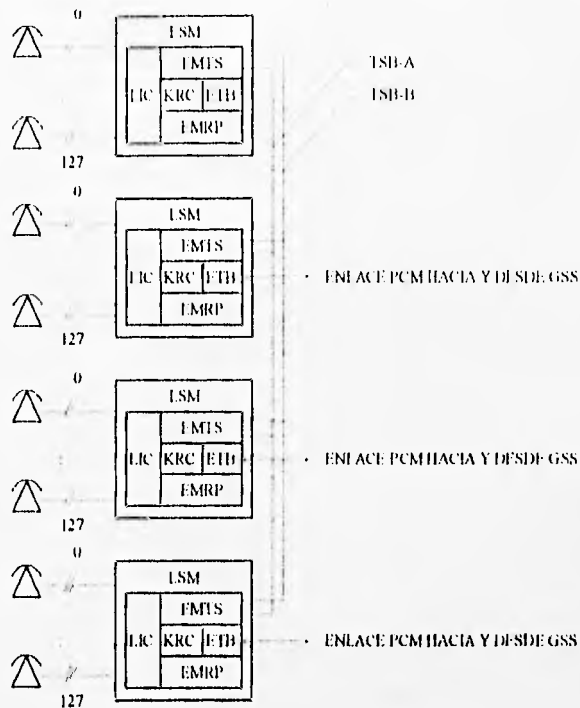 0
LSM
EMTS
LIC KRC ETB
EMRP
127
TSB-A
TSB-B
0
LSM
EMTS
LIC KRC ETB
EMRP
127
ENLACE PCM HACIA Y DESDE GSS
0
LSM
EMTS
LIC KRC ETB
EMRP
127
ENLACE PCM HACIA Y DESDE GSS
0
LSM
EMTS
LIC KRC ETB
EMRP
127
ENLACE PCM HACIA Y DESDE GSS